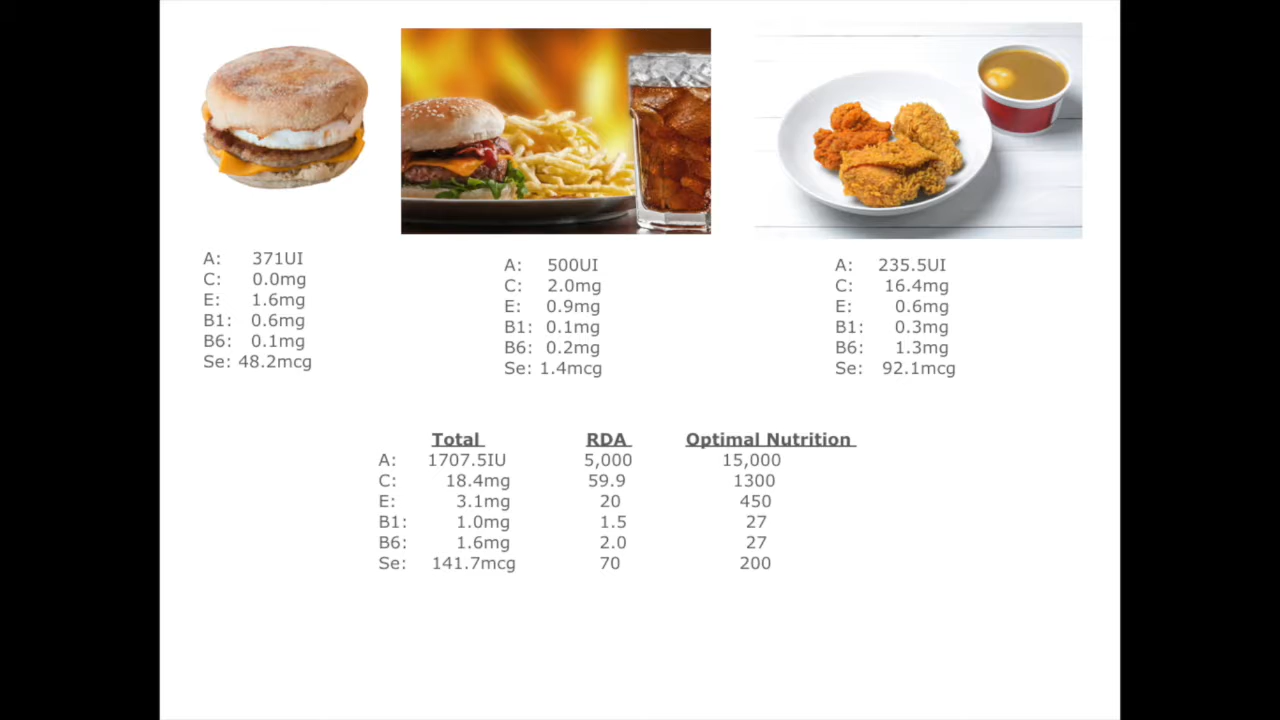 A: 371UI
C: 0.0mg
E: 1.6mg
B1: 0.6mg
B6: 0.1mg
Se: 48.2mcg
A: 500UI
C: 2.0mg
E: 0.9mg
B1: 0.1mg
B6: 0.2mg
Se: 1.4mcg
A: 235.5UI
C: 16.4mg
E: 0.6mg
B1: 0.3mg
B6: 1.3mg
Se: 92.1mcg
Total RDA Optimal Nutrition
A: 1707.5IU 5,000 15,000
C: 18.4mg 59.9 1300
E: 3.1mg 20 450
B1: 1.0mg 1.5 27
B6: 1.6mg 2.0 27
Se: 141.7mcg 70 200